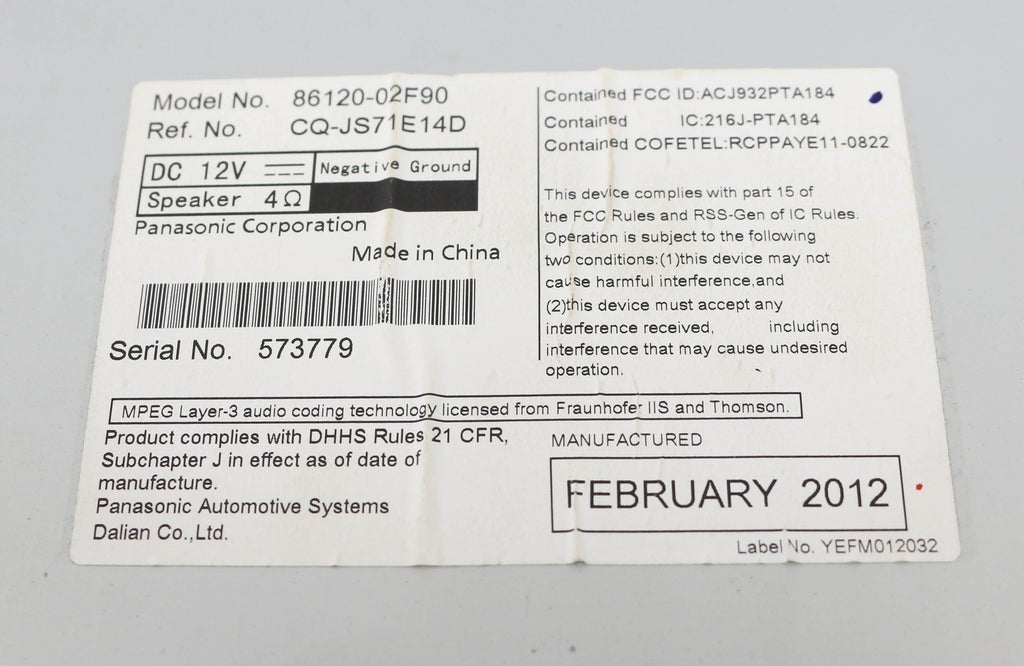 Model No. 86120-02F90
Ref. No. CQ-JS71E14D
DC 12V Negative Ground
Speaker 4Ω
Panasonic Corporation
Made in China
Serial No. 573779
Contained FCC ID:ACJ932PTA184
Contained IC:216J-PTA184
Contained COFETEL:RCPPAYE11-0822
This device complies with part 15 of
the FCC Rules and RSS-Gen of IC Rules.
Operation is subject to the following
two conditions:(1)this device may not
cause harmful interference,and
(2)this device must accept any
interference received, including
interference that may cause undesired
operation.
MPEG Layer-3 audio coding technology licensed from Fraunhofer IIS and Thomson.
Product complies with DHHS Rules 21 CFR,
Subchapter J in effect as of date of
manufacture.
Panasonic Automotive Systems
Dalian Co.,Ltd.
MANUFACTURED
FEBRUARY 2012
Label No. YEFM012032